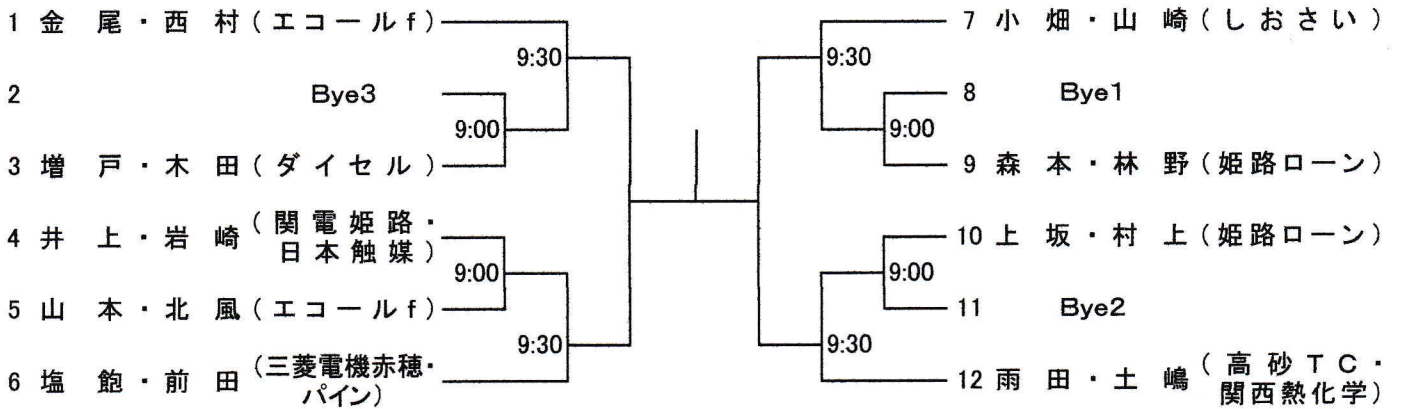 1 金 尾・西 村(エコールf)
9:30
2 Bye3
9:00
3 増 戸・木 田(ダイセル)
4 井 上・岩 崎(関電姫路・
日本触媒)
9:00
5 山 本・北 風(エコールf)
9:30
6 塩 飽・前 田(三菱電機赤穂・
パイン)
7 小 畑・山 崎(しおさい)
9:30
8 Bye1
9:00
9 森 本・林 野(姫路ローン)
10 上 坂・村 上(姫路ローン)
9:00
11 Bye2
9:30
12 雨 田・土 嶋(高砂TC・
関西熱化学)